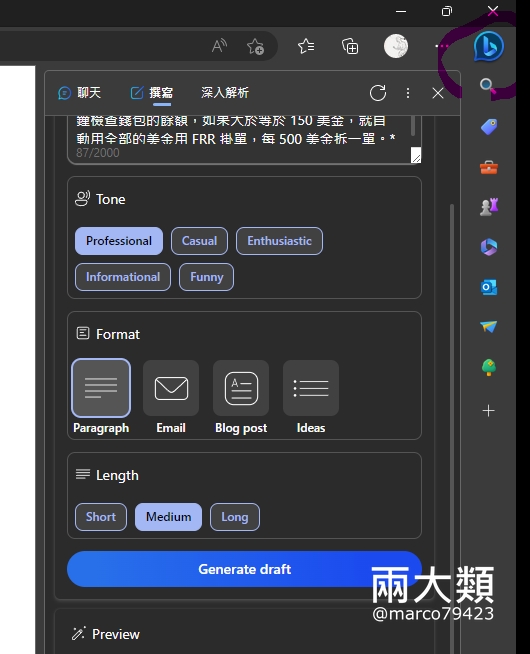 聊天 撰寫 深入解析
鐘檢查錢包的餘額，如果大於等於 150 美金，就自
動用全部的美金用 FRR 掛單，每 500 美金拆一單。*
87/2000
Tone
Professional Casual Enthusiastic
Informational Funny
Format
Paragraph Email Blog post Ideas
Length
Short Medium Long
Generate draft
兩大類
@marco79423
Preview